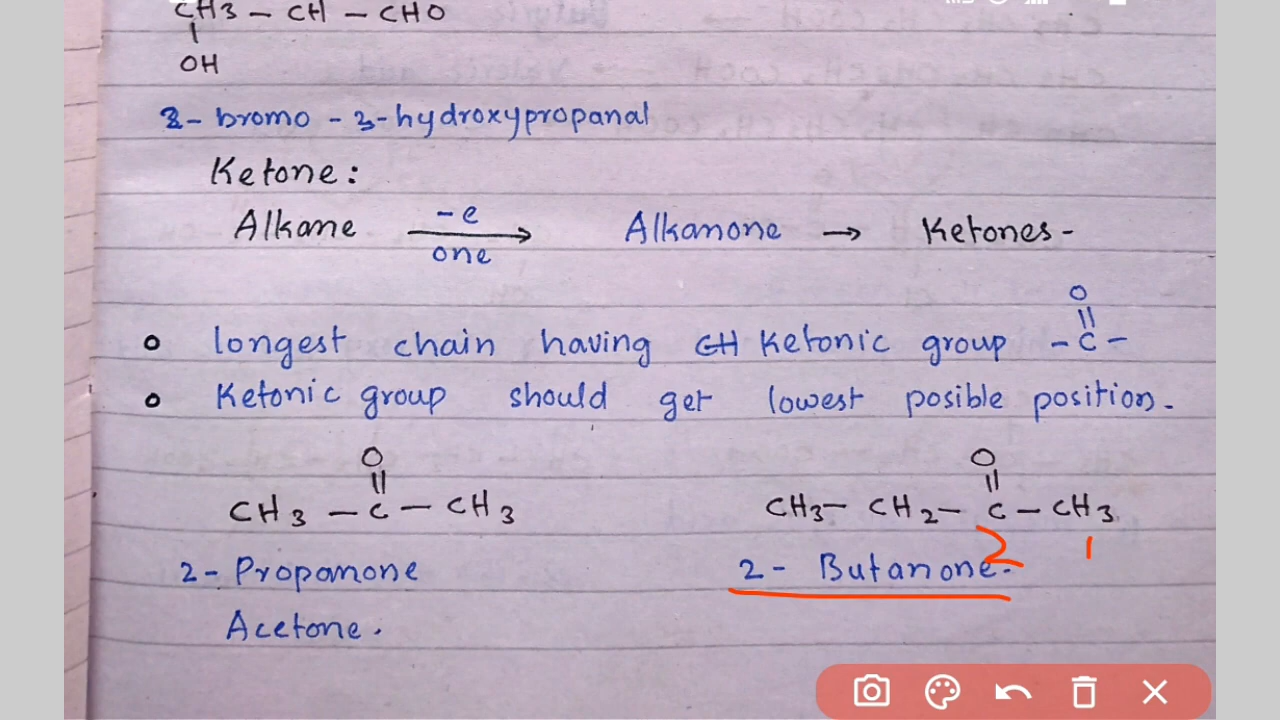 CH3 - CH - CHO
OH
2- bromo - 3-hydroxypropanal
Ketone:
Alkane -e one → Alkanone → Ketones-
O
longest chain having Ketonic group -C-
Ketonic group should get lowest posible position.
O O
CH3 - C - CH3 CH3- CH2- C - CH3
2 1
2- Propanone 2- Butanone.
Acetone.